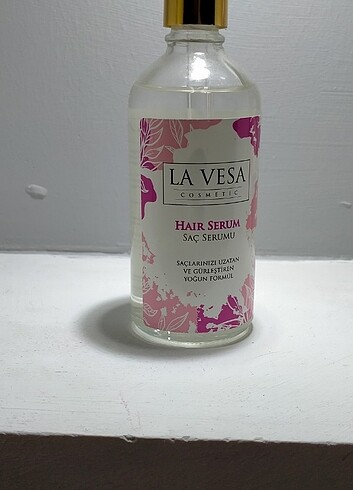 LA VESA
COSMETIC
HAIR SERUM
SAÇ SERUMU
SAÇLARINIZI UZATAN
VE GÜRLEŞTİREN
YOĞUN FORMÜL